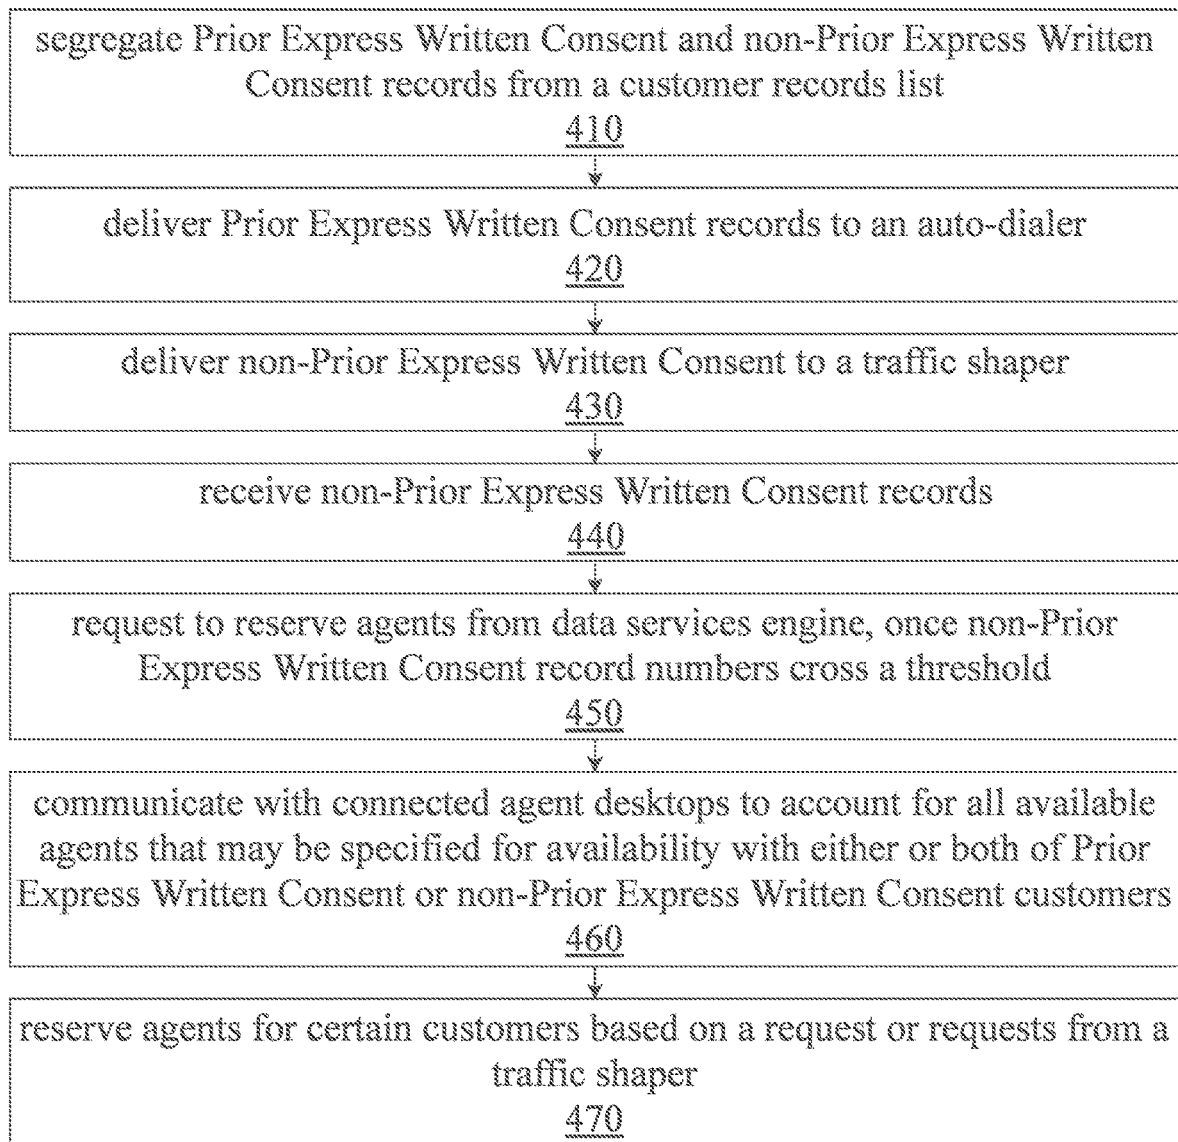 segregate Prior Express Written Consent and non-Prior Express Written
Consent records from a customer records list
410
deliver Prior Express Written Consent records to an auto-dialer
420
deliver non-Prior Express Written Consent to a traffic shaper
430
receive non-Prior Express Written Consent records
440
request to reserve agents from data services engine, once non-Prior
Express Written Consent record numbers cross a threshold
450
communicate with connected agent desktops to account for all available
agents that may be specified for availability with either or both of Prior
Express Written Consent or non-Prior Express Written Consent customers
460
reserve agents for certain customers based on a request or requests from a
traffic shaper
470